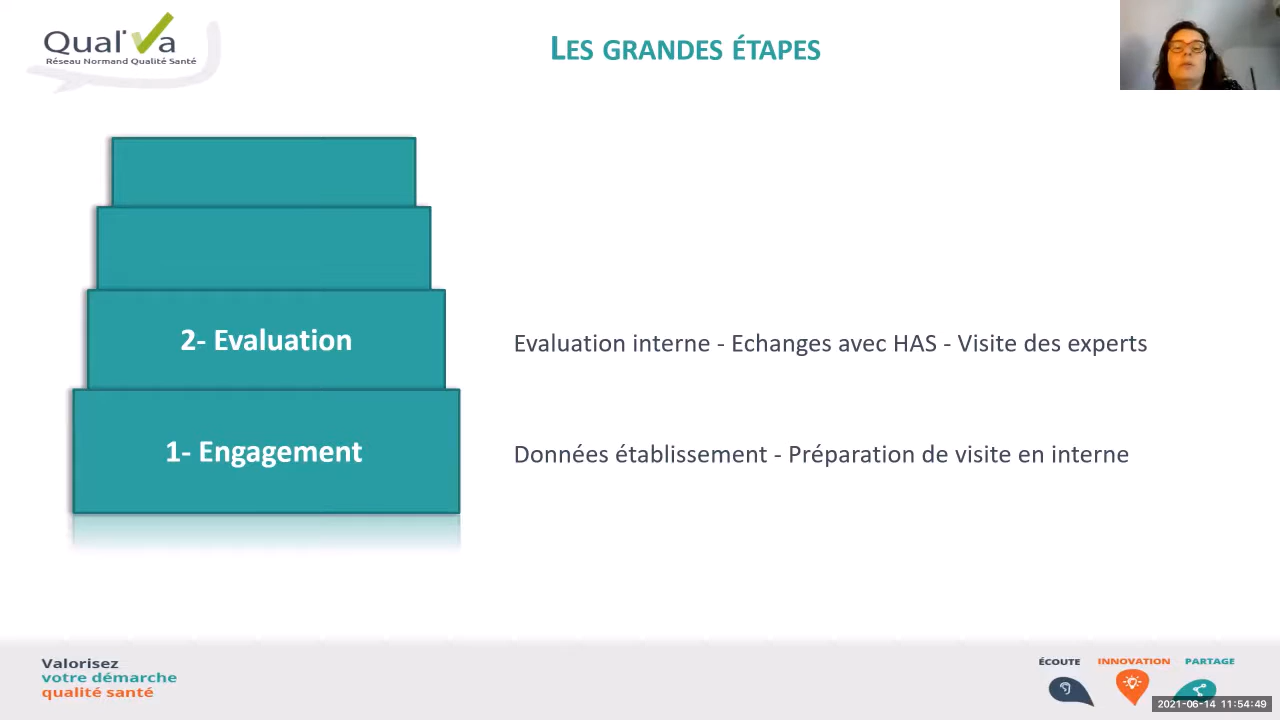 Qual'Va
Réseau Normand Qualité Santé
LES GRANDES ÉTAPES
2- Evaluation
Evaluation interne - Echanges avec HAS - Visite des experts
1- Engagement
Données établissement - Préparation de visite en interne
Valorisez
votre démarche
qualité santé
ÉCOUTE
INNOVATION
PARTAGE
2021-06-14 11:54:49